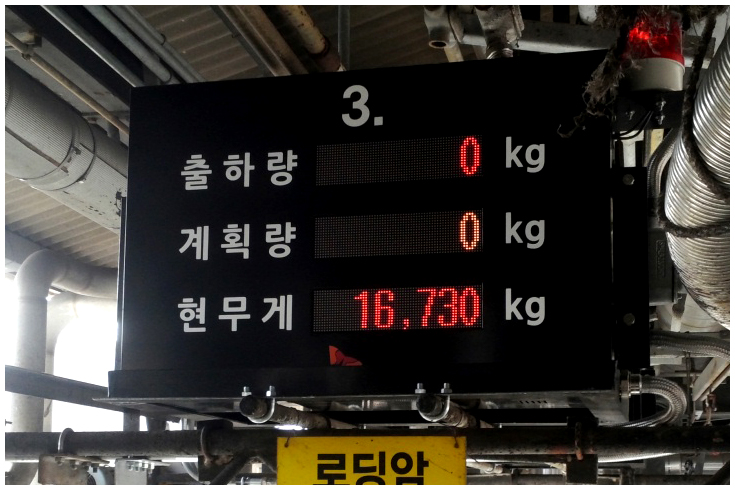 3.
출하량 0 kg
계획량 0 kg
현무게 16,730 kg
로딩암